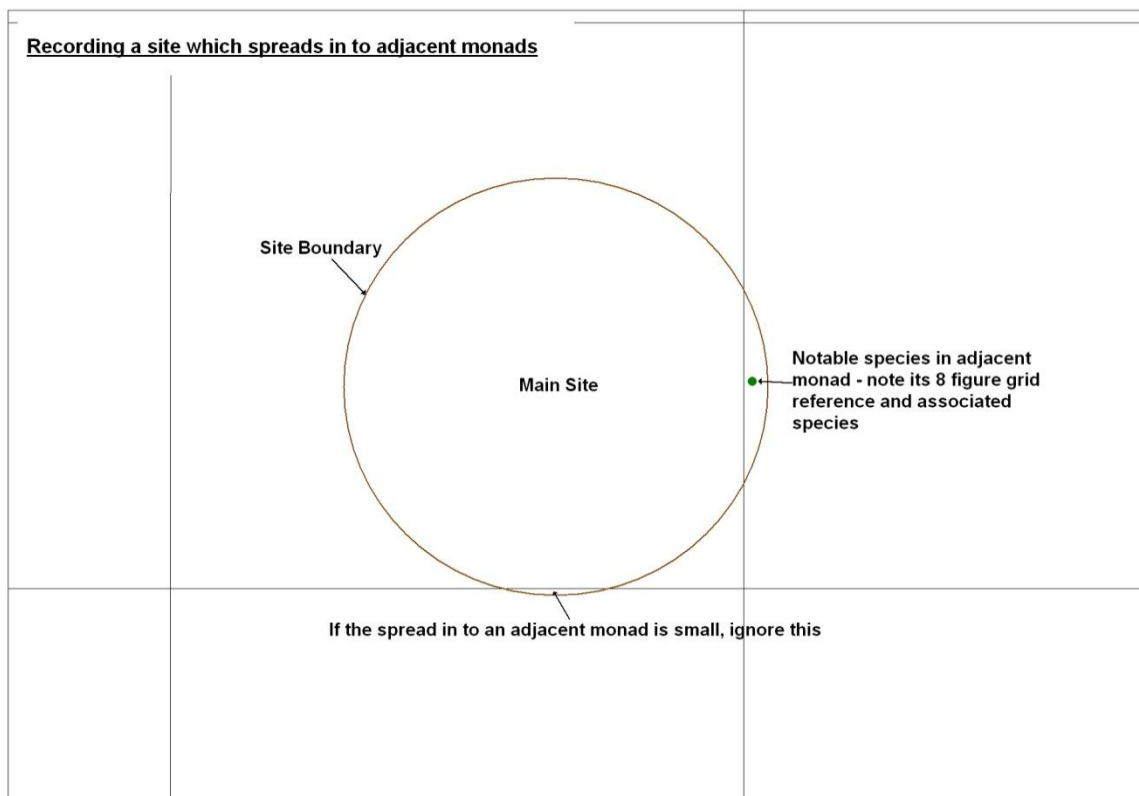 Recording a site which spreads in to adjacent monads
Site Boundary
Main Site
Notable species in adjacent
monad - note its 8 figure grid
reference and associated
species
If the spread in to an adjacent monad is small, ignore this